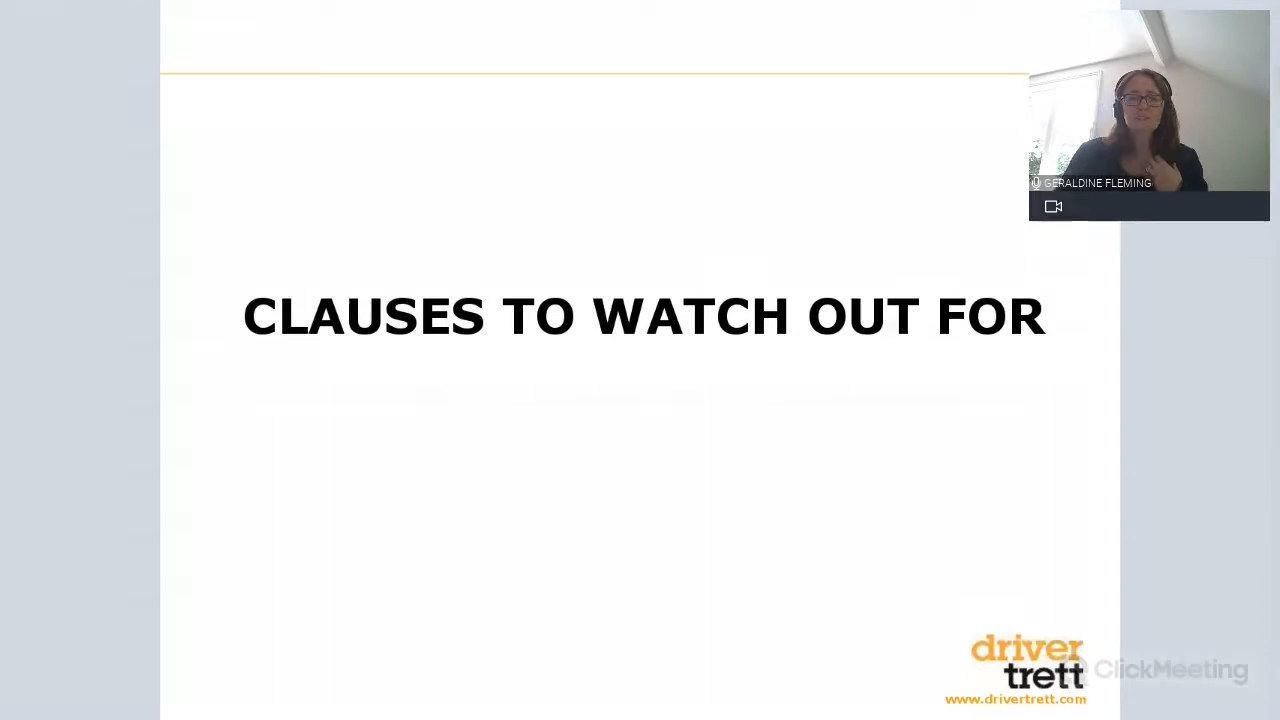 GERALDINE FLEMING
CLAUSES TO WATCH OUT FOR
driver
trett
ClickMeeting
www.drivertrett.com